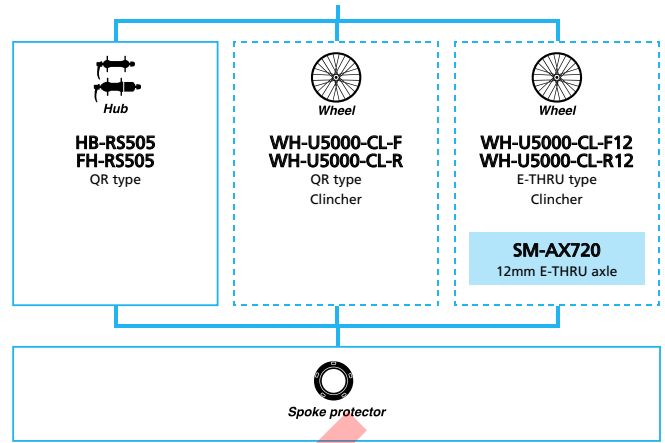 Hub
HB-RS505
FH-RS505
QR type
Wheel
WH-U5000-CL-F
WH-U5000-CL-R
QR type
Clincher
Wheel
WH-U5000-CL-F12
WH-U5000-CL-R12
E-THRU type
Clincher
SM-AX720
12mm E-THRU axle
Spoke protector